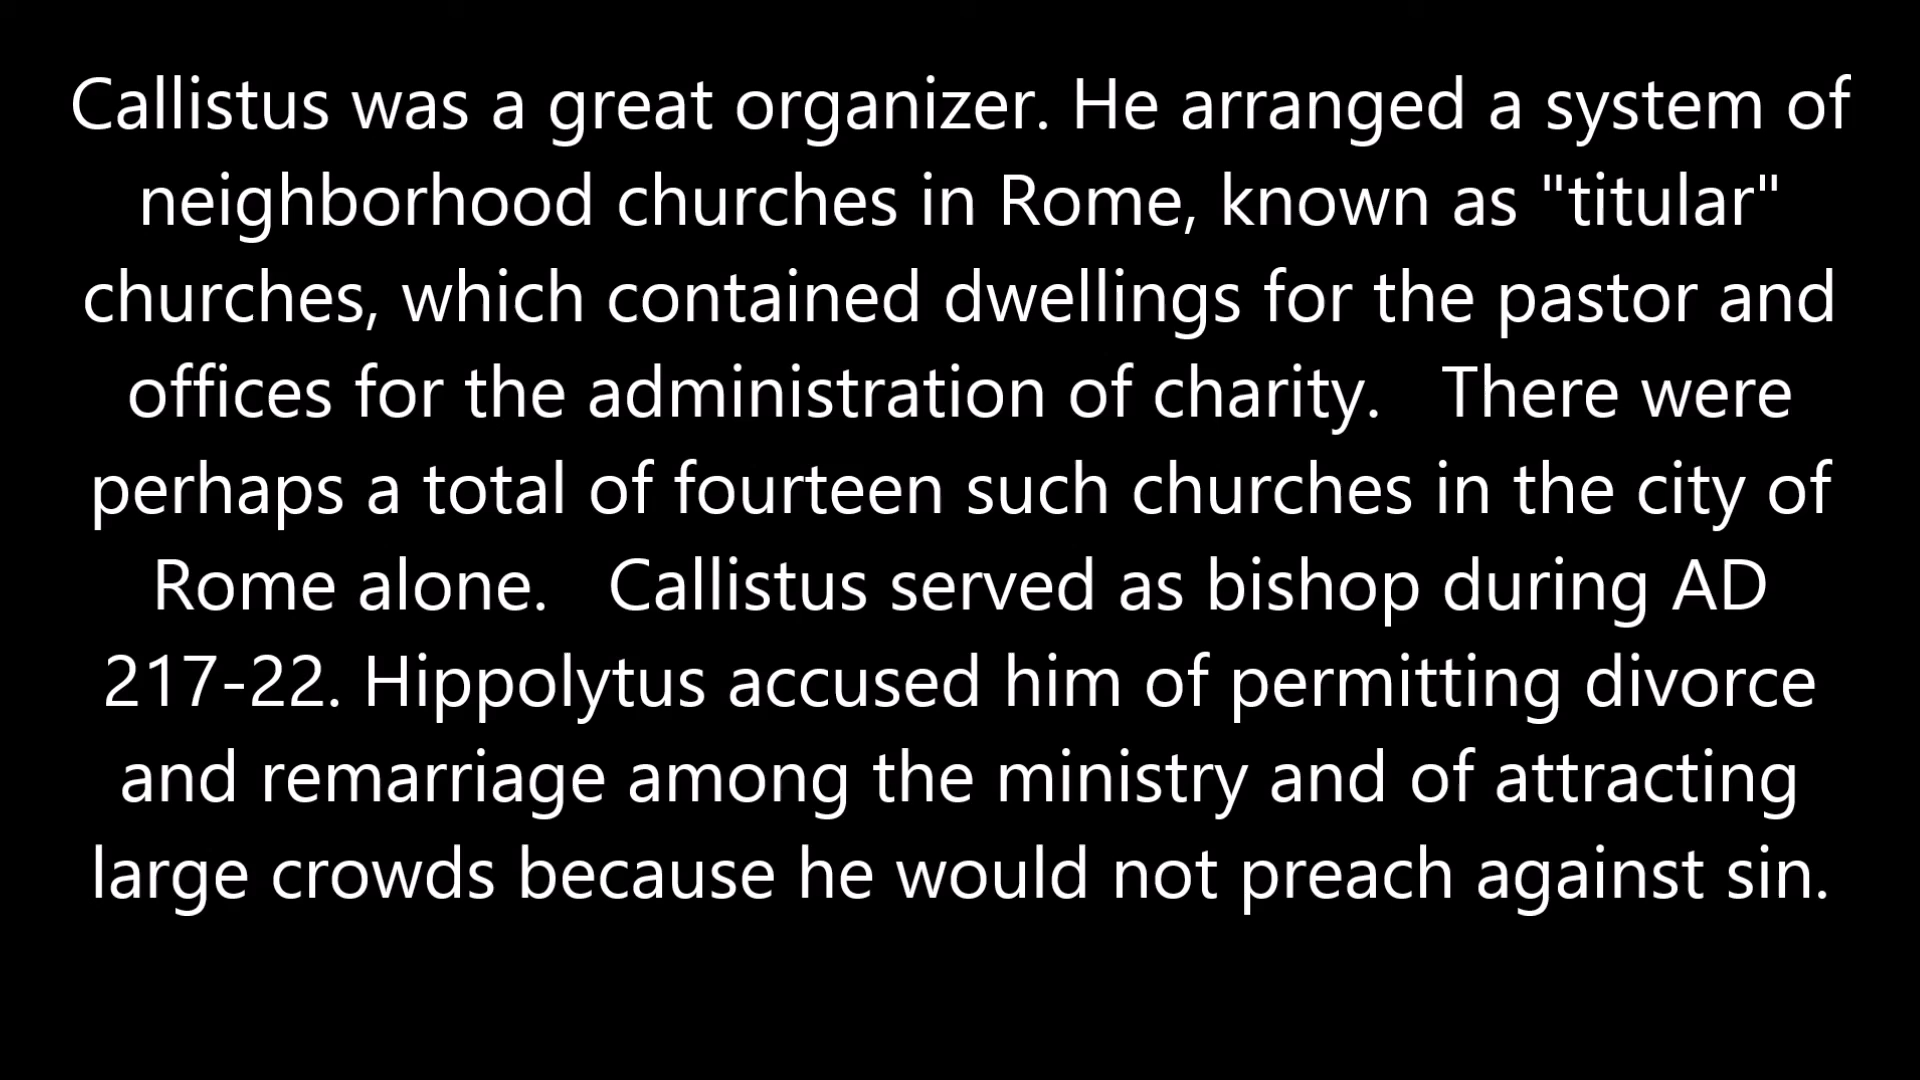 Callistus was a great organizer. He arranged a system of
neighborhood churches in Rome, known as "titular"
churches, which contained dwellings for the pastor and
offices for the administration of charity.   There were
perhaps a total of fourteen such churches in the city of
Rome alone.   Callistus served as bishop during AD
217-22. Hippolytus accused him of permitting divorce
and remarriage among the ministry and of attracting
large crowds because he would not preach against sin.